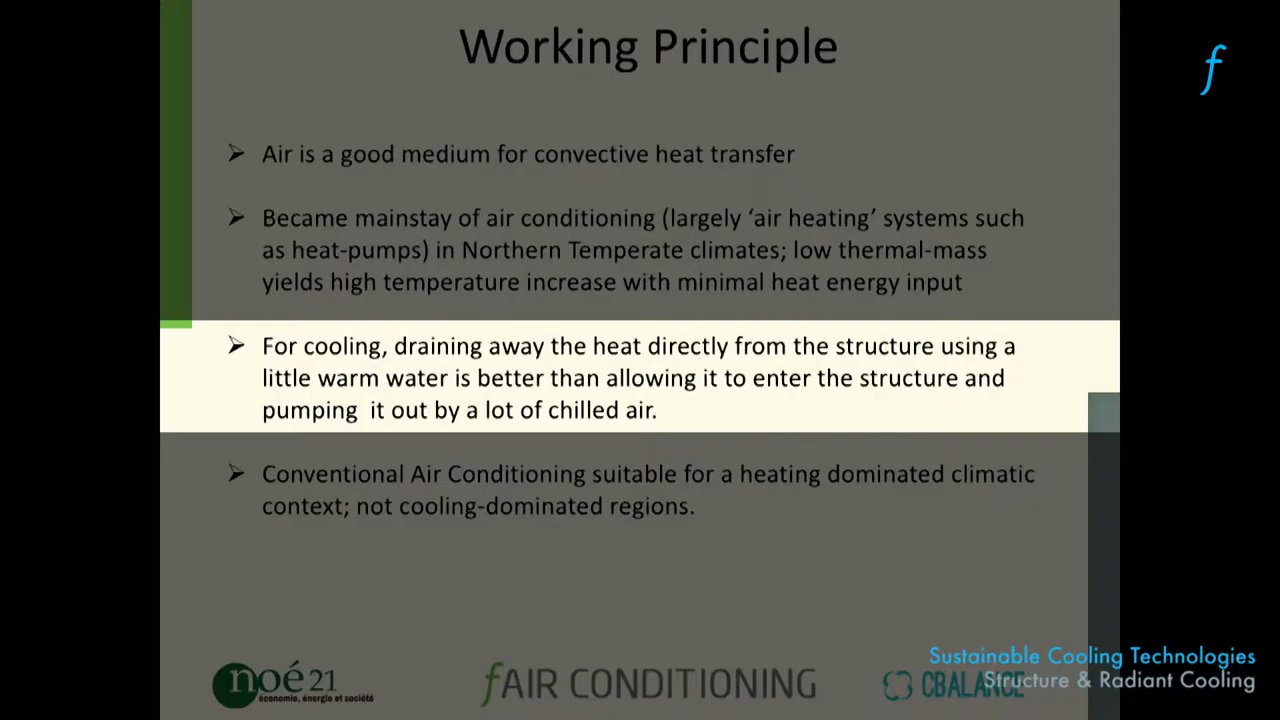 Working Principle
f
➢ Air is a good medium for convective heat transfer
➢ Became mainstay of air conditioning (largely ‘air heating’ systems such
as heat-pumps) in Northern Temperate climates; low thermal-mass
yields high temperature increase with minimal heat energy input
➢ For cooling, draining away the heat directly from the structure using a
little warm water is better than allowing it to enter the structure and
pumping it out by a lot of chilled air.
➢ Conventional Air Conditioning suitable for a heating dominated climatic
context; not cooling-dominated regions.
noé21
économie, énergie et société
fAIR CONDITIONING
CBALANCE
Sustainable Cooling Technologies
Structure & Radiant Cooling